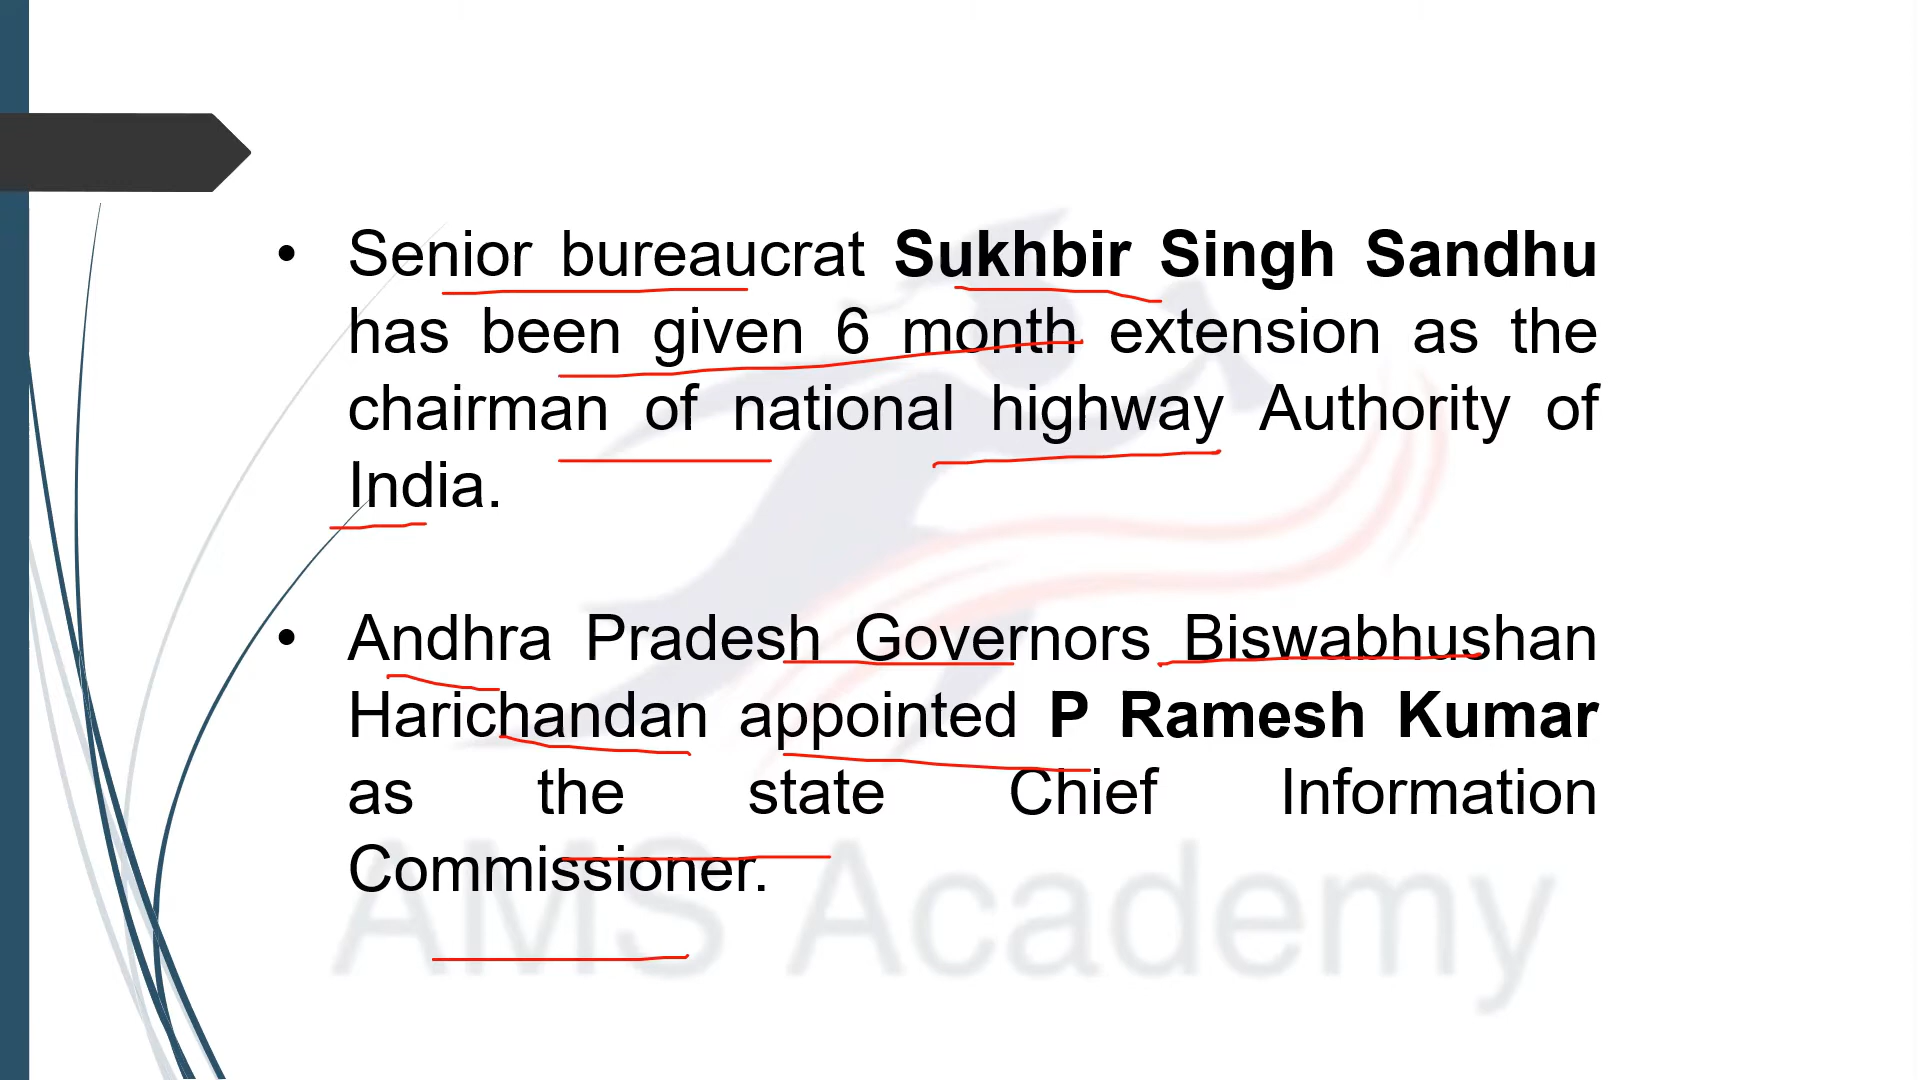 • Senior bureaucrat Sukhbir Singh Sandhu
has been given 6 month extension as the
chairman of national highway Authority of
India.
• Andhra Pradesh Governors Biswabhushan
Harichandan appointed P Ramesh Kumar
as the state Chief Information
Commissioner.
AMS Academy